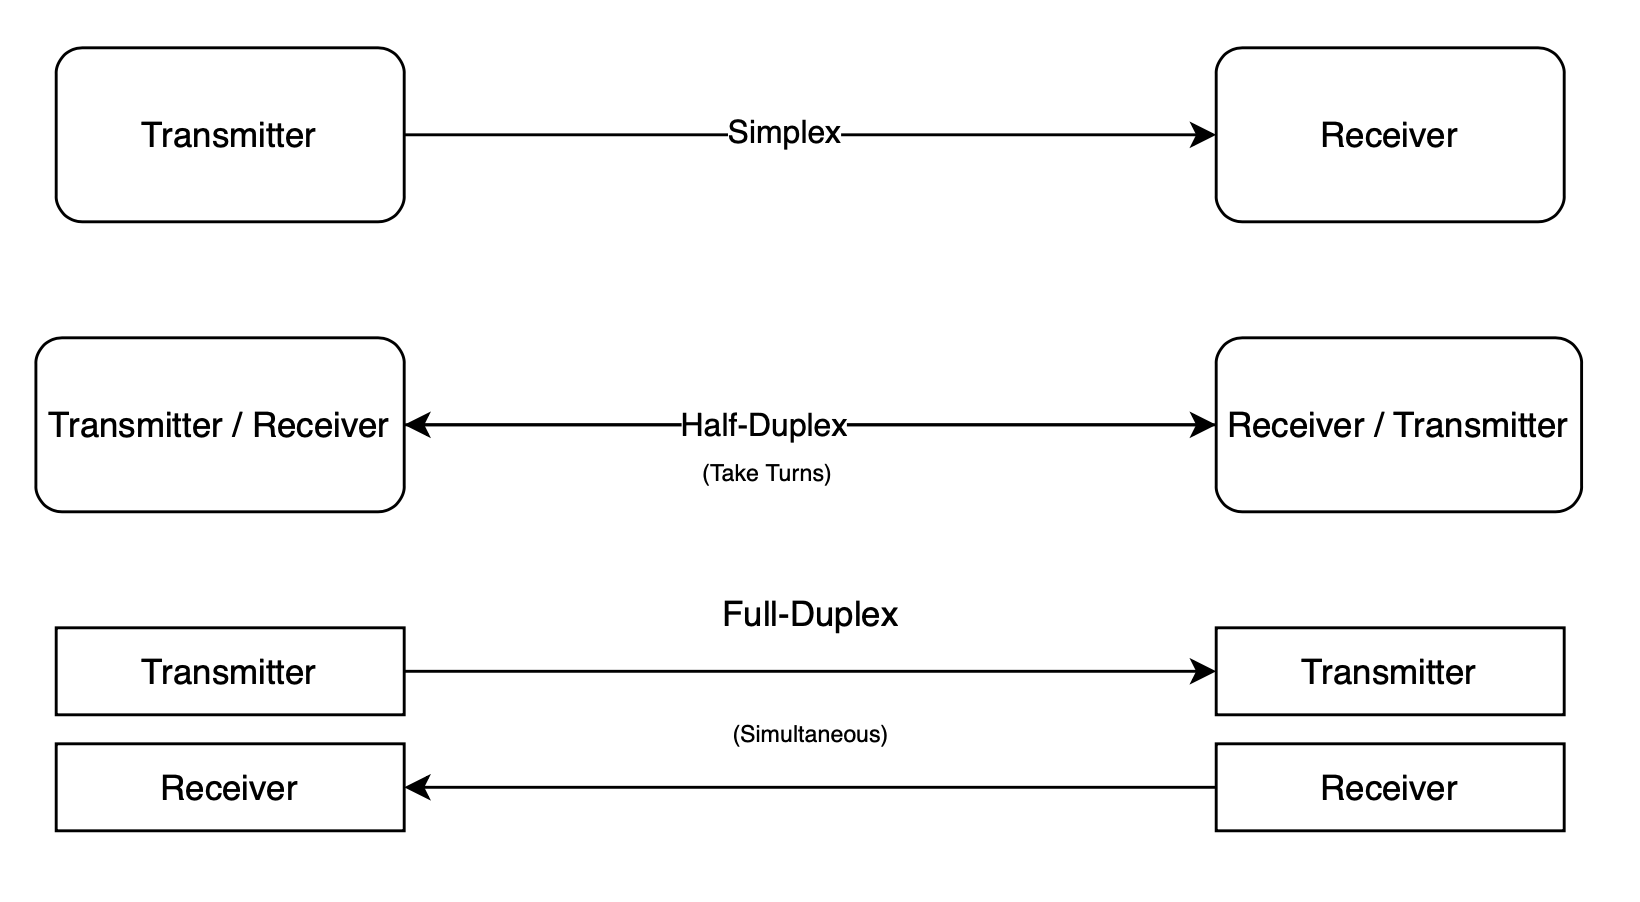 Transmitter
Simplex
Receiver
Transmitter / Receiver
Half-Duplex
Receiver / Transmitter
(Take Turns)
Full-Duplex
Transmitter
Transmitter
(Simultaneous)
Receiver
Receiver